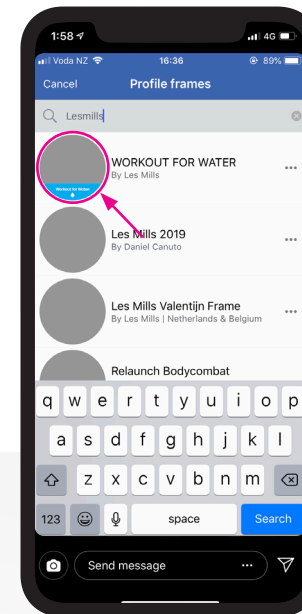 1:58
4G
Voda NZ
16:36
89%
Cancel
Profile frames
Lesmills
WORKOUT FOR WATER
By Les Mills
Workout for Water
Les Mills 2019
By Daniel Canuto
Les Mills Valentijn Frame
By Les Mills | Netherlands & Belgium
Relaunch Bodycombat
q w e r t y u i o p
a s d f g h j k l
z x c v b n m
123
space
Search
Send message